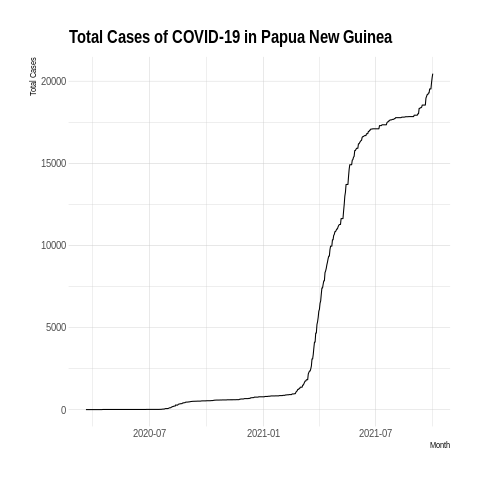 Total Cases of COVID-19 in Papua New Guinea
Total Cases
20000
15000
10000
5000
0
2020-07
2021-01
2021-07
Month